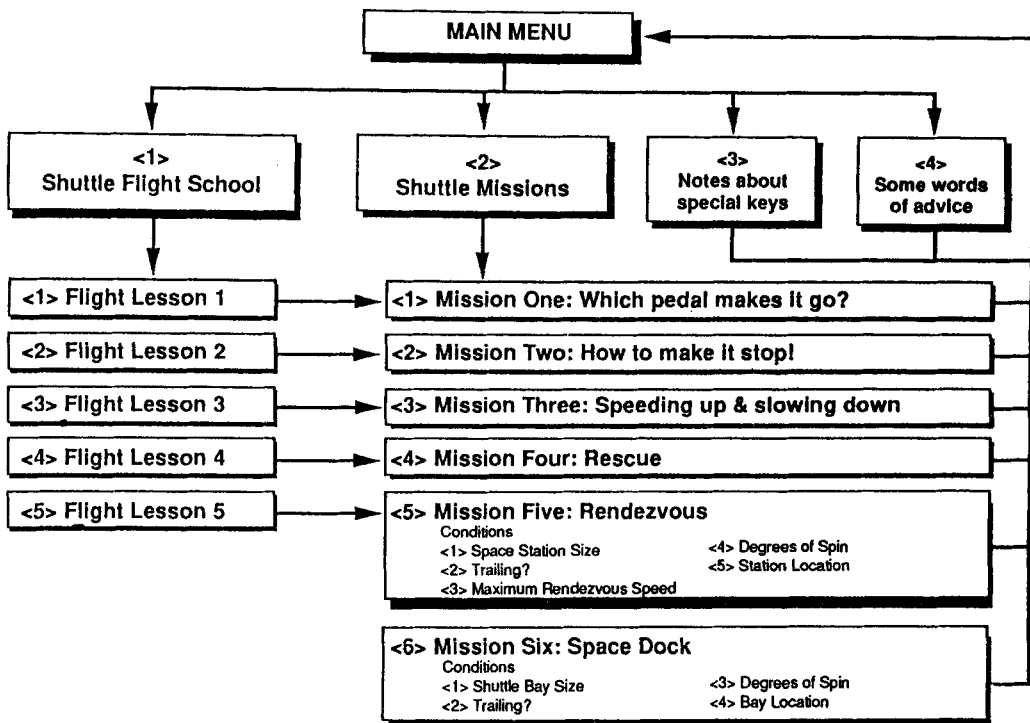 MAIN MENU
<1>
Shuttle Flight School
<2>
Shuttle Missions
<3>
Notes about
special keys
<4>
Some words
of advice
<1> Flight Lesson 1
<2> Flight Lesson 2
<3> Flight Lesson 3
<4> Flight Lesson 4
<5> Flight Lesson 5
<1> Mission One: Which pedal makes it go?
<2> Mission Two: How to make it stop!
<3> Mission Three: Speeding up & slowing down
<4> Mission Four: Rescue
<5> Mission Five: Rendezvous
Conditions
<1> Space Station Size
<2> Trailing?
<3> Maximum Rendezvous Speed
<4> Degrees of Spin
<5> Station Location
<6> Mission Six: Space Dock
Conditions
<1> Shuttle Bay Size
<2> Trailing?
<3> Degrees of Spin
<4> Bay Location